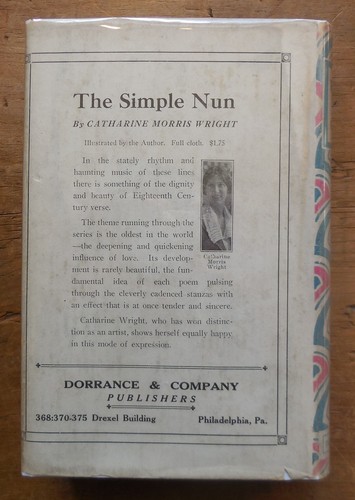 The Simple Nun
By CATHARINE MORRIS WRIGHT
Illustrated by the Author. Full cloth. $1.75
In the stately rhythm and
haunting music of these lines
there is something of the dignity
and beauty of Eighteenth Cen-
tury verse.
The theme running through the
series is the oldest in the world
—the deepening and quickening
influence of love. Its develop-
ment is rarely beautiful, the fun-
damental idea of each poem pulsing
through the cleverly cadenced stanzas with
an effect that is at once tender and sincere.
Catharine Wright, who has won distinc-
tion as an artist, shows herself equally happy
in this mode of expression.
Catharine
Morris
Wright
DORRANCE & COMPANY
PUBLISHERS
368:370-375 Drexel Building Philadelphia, Pa.